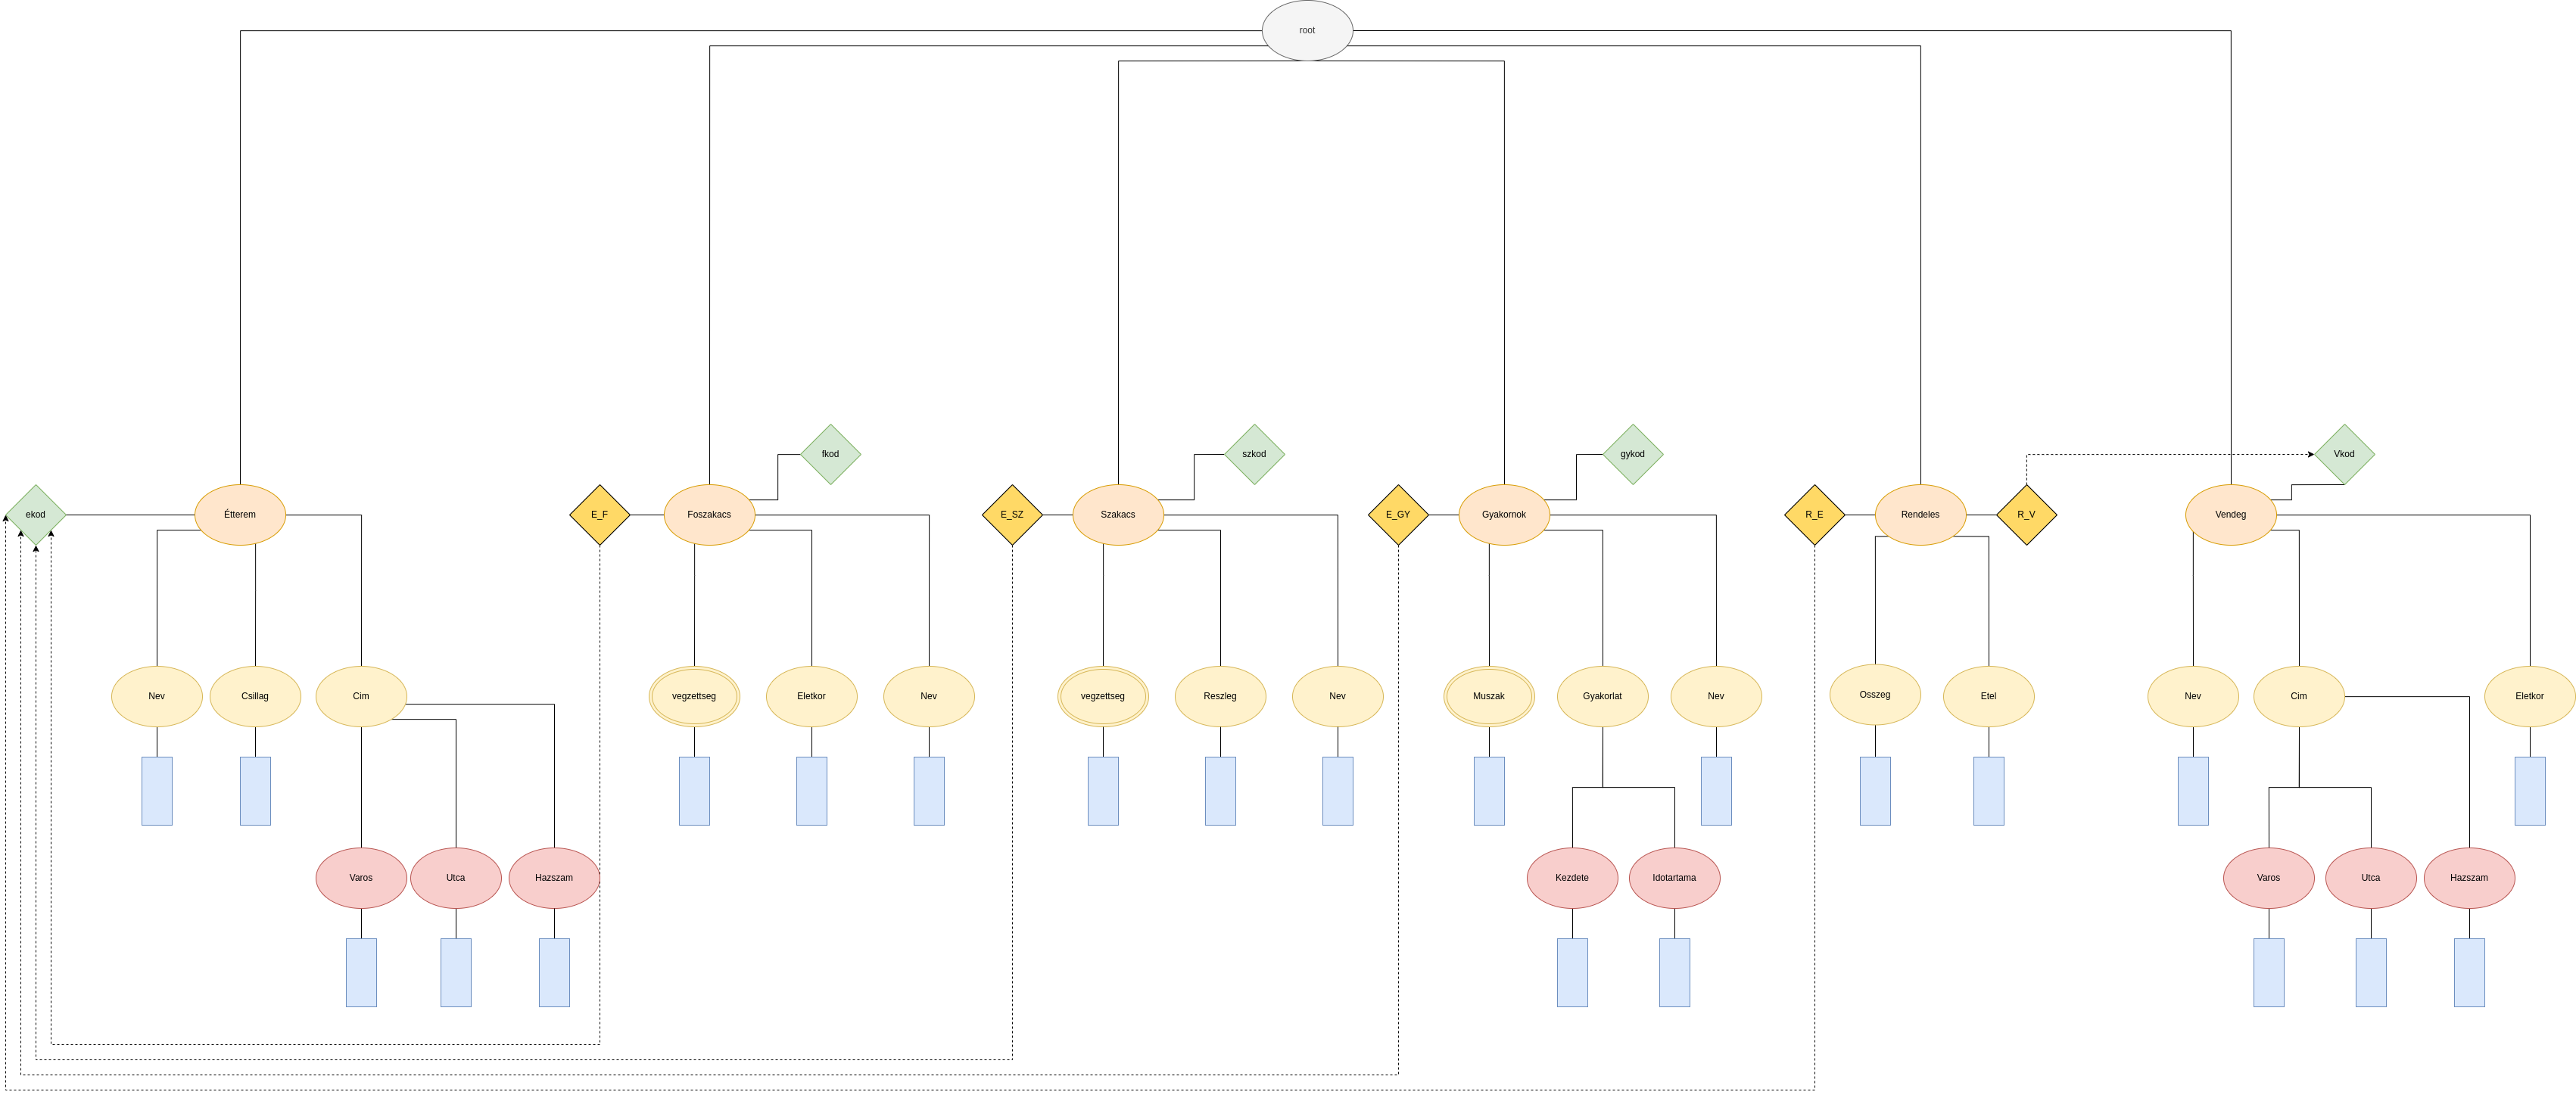 root
fkod
szkod
gykod
Vkod
ekod
Étterem
E_F
Foszakacs
E_SZ
Szakacs
E_GY
Gyakornok
R_E
Rendeles
R_V
Vendeg
Nev
Csillag
Cim
vegzettseg
Eletkor
Nev
vegzettseg
Reszleg
Nev
Muszak
Gyakorlat
Nev
Osszeg
Etel
Nev
Cim
Eletkor
Varos
Utca
Hazszam
Kezdete
Idotartama
Varos
Utca
Hazszam